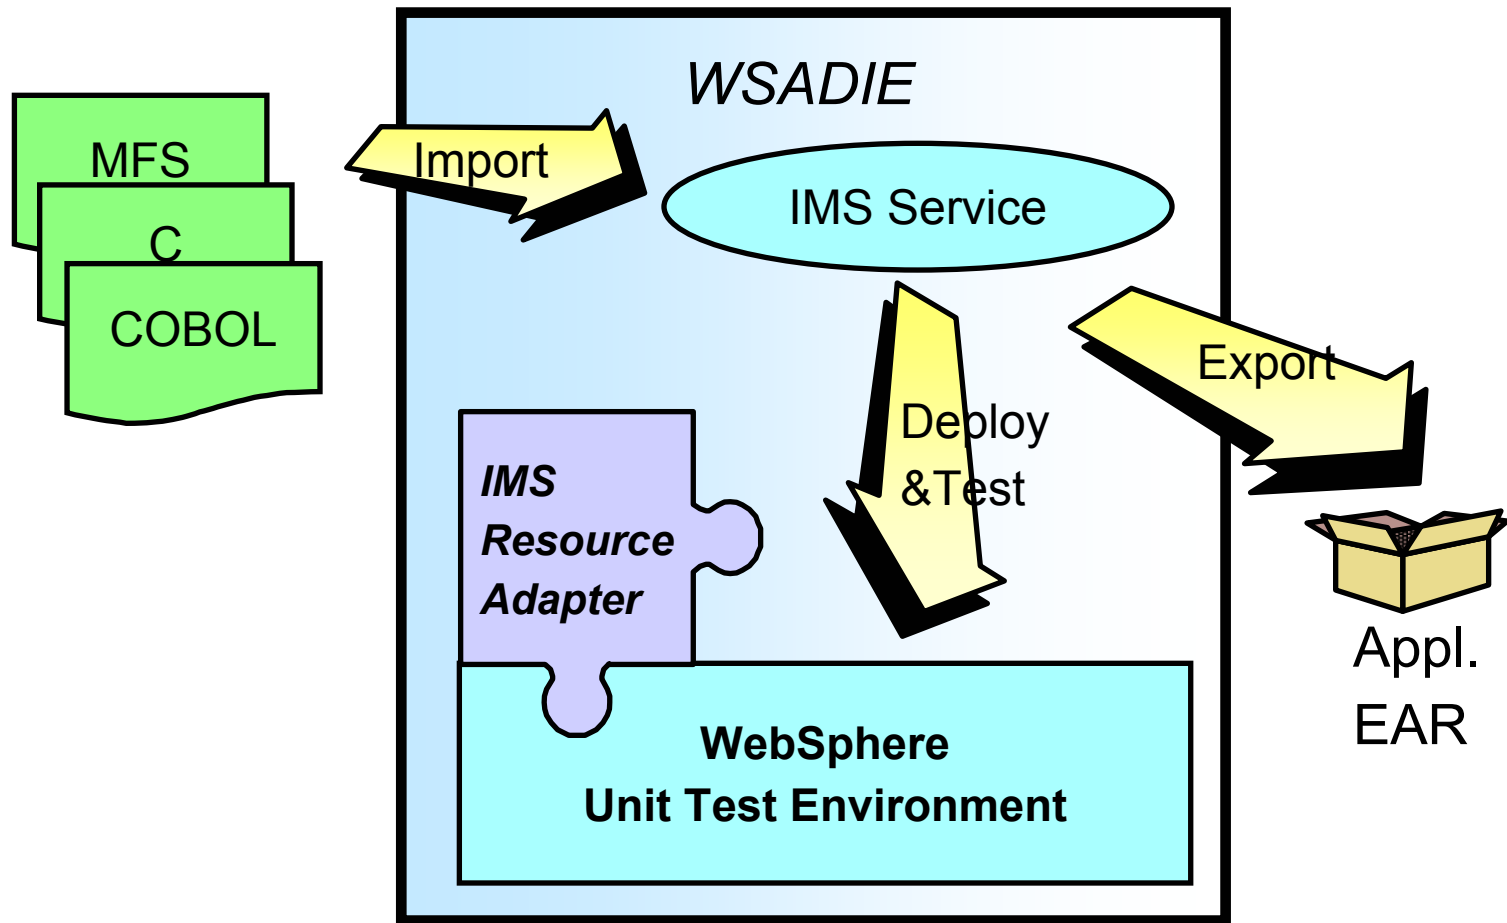 WSADIE
MFS
C
COBOL
Import
IMS Service
Export
Deploy
&Test
IMS
Resource
Adapter
Appl.
EAR
WebSphere
Unit Test Environment